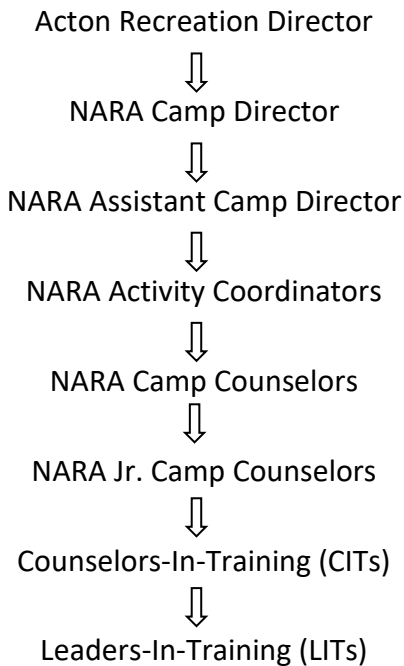 Acton Recreation Director
NARA Camp Director
NARA Assistant Camp Director
NARA Activity Coordinators
NARA Camp Counselors
NARA Jr. Camp Counselors
Counselors-In-Training (CITs)
Leaders-In-Training (LITs)